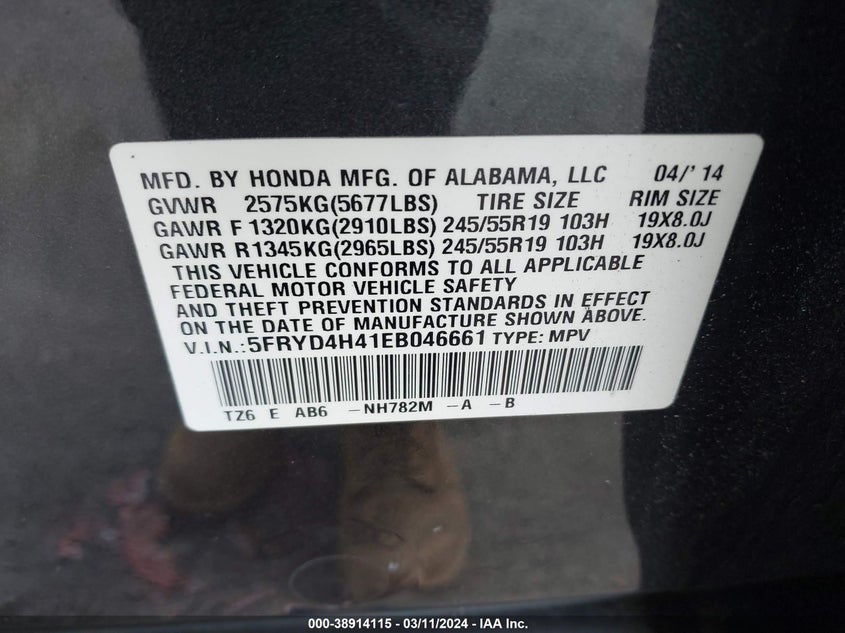 MFD. BY HONDA MFG. OF ALABAMA, LLC 04/' 14
GVWR 2575KG(5677LBS) TIRE SIZE RIM SIZE
GAWR F 1320KG(2910LBS) 245/55R19 103H 19X8.0J
GAWR R1345KG(2965LBS) 245/55R19 103H 19X8.0J
THIS VEHICLE CONFORMS TO ALL APPLICABLE
FEDERAL MOTOR VEHICLE SAFETY
AND THEFT PREVENTION STANDARDS IN EFFECT
ON THE DATE OF MANUFACTURE SHOWN ABOVE.
V.I.N.:5FRYD4H41EB046661 TYPE: MPV
TZ6 E AB6 -NH782M -A -B
000-38914115 - 03/11/2024 - IAA Inc.